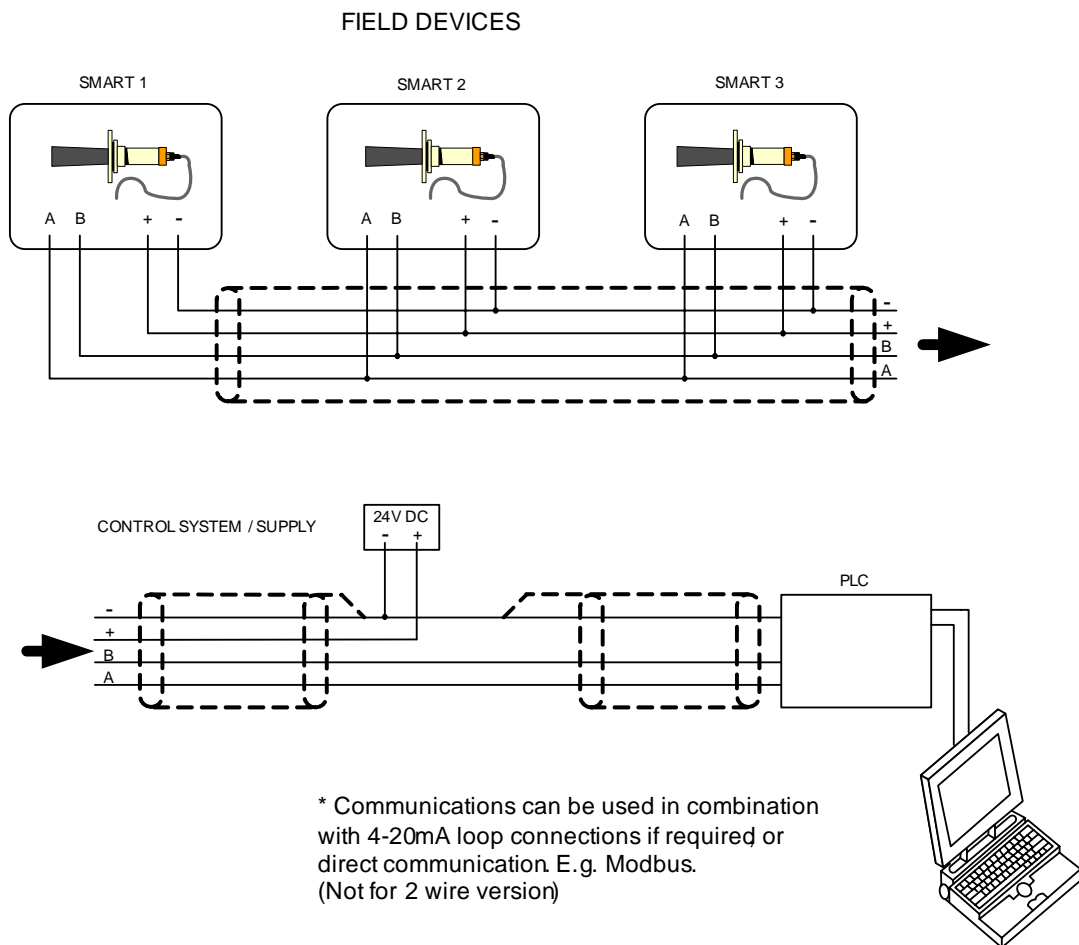 FIELD DEVICES
SMART 1 SMART 2 SMART 3
A B + - A B + - A B + -
-
+
B
A
CONTROL SYSTEM / SUPPLY
24V DC
- +
PLC
-
+
B
A
* Communications can be used in combination
with 4-20mA loop connections if required, or
direct communication. E.g. Modbus.
(Not for 2 wire version)